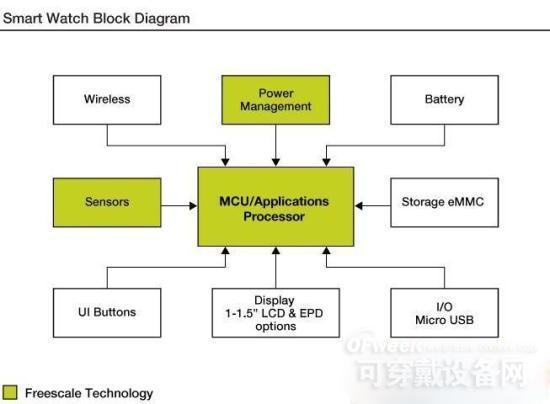 Smart Watch Block Diagram
Wireless
Power
Management
Battery
Sensors
MCU/Applications
Processor
Storage eMMC
UI Buttons
Display
1-1.5” LCD & EPD
options
I/O
Micro USB
Freescale Technology
OFweek
可穿戴设备网